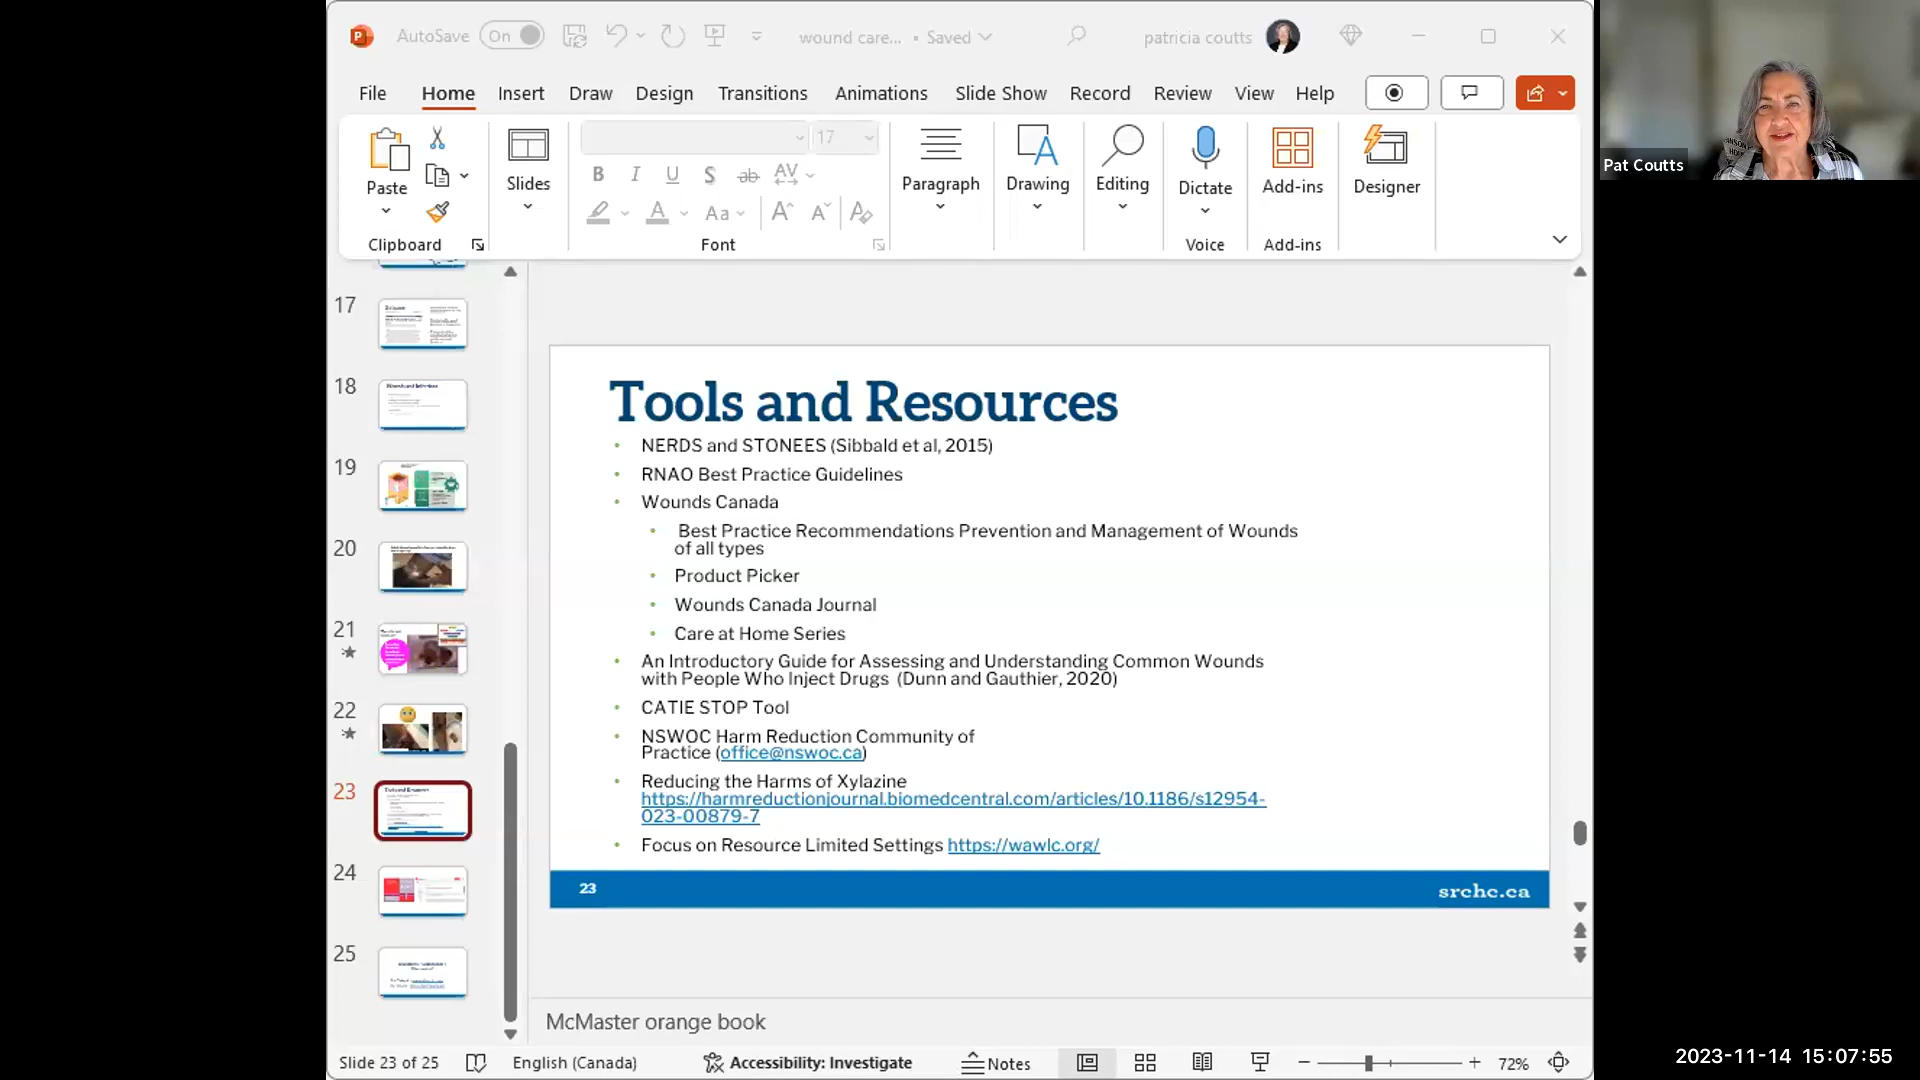 AutoSave On wound care... • Saved patricia coutts
File Home Insert Draw Design Transitions Animations Slide Show Record Review View Help
Paste
Slides
17
B I U S ab AV
Aa A A A
Paragraph
Drawing
Editing
Dictate
Add-ins
Designer
Clipboard Font Voice Add-ins
Pat Coutts
17
18
19
20
21
22
23
24
25
Tools and Resources
• NERDS and STONEES (Sibbald et al, 2015)
• RNAO Best Practice Guidelines
• Wounds Canada
• Best Practice Recommendations Prevention and Management of Wounds
of all types
• Product Picker
• Wounds Canada Journal
• Care at Home Series
• An Introductory Guide for Assessing and Understanding Common Wounds
with People Who Inject Drugs (Dunn and Gauthier, 2020)
• CATIE STOP Tool
• NSWOC Harm Reduction Community of
Practice (office@nswoc.ca)
• Reducing the Harms of Xylazine
https://harmreductionjournal.biomedcentral.com/articles/10.1186/s12954-
023-00879-7
• Focus on Resource Limited Settings https://wawlc.org/
23 srchc.ca
McMaster orange book
Slide 23 of 25 English (Canada) Accessibility: Investigate Notes 72%
2023-11-14 15:07:55